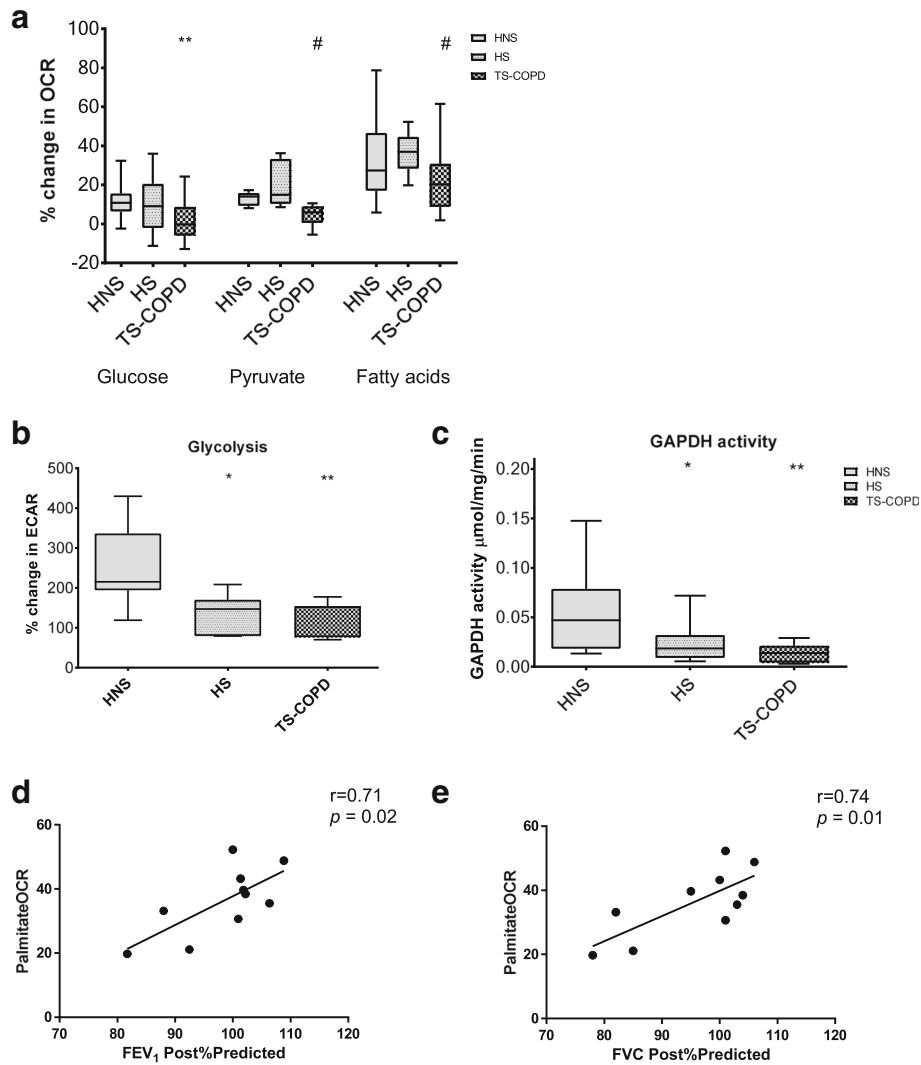 a
100
80
60
40
20
0
-20
% change in OCR
**
#
#
HNS
HS
TS-COPD
HNS
HS
TS-COPD
HNS
HS
TS-COPD
HNS
HS
TS-COPD
Glucose
Pyruvate
Fatty acids
b
Glycolysis
500
400
300
200
100
0
% change in ECAR
*
**
HNS
HS
TS-COPD
c
GAPDH activity
0.20
0.15
0.10
0.05
0.00
GAPDH activity µmol/mg/min
*
**
HNS
HS
TS-COPD
HNS
HS
TS-COPD
d
r=0.71
p = 0.02
60
40
20
0
PalmitateOCR
70 80 90 100 110 120
FEV1 Post%Predicted
e
r=0.74
p = 0.01
60
40
20
0
PalmitateOCR
70 80 90 100 110 120
FVC Post%Predicted